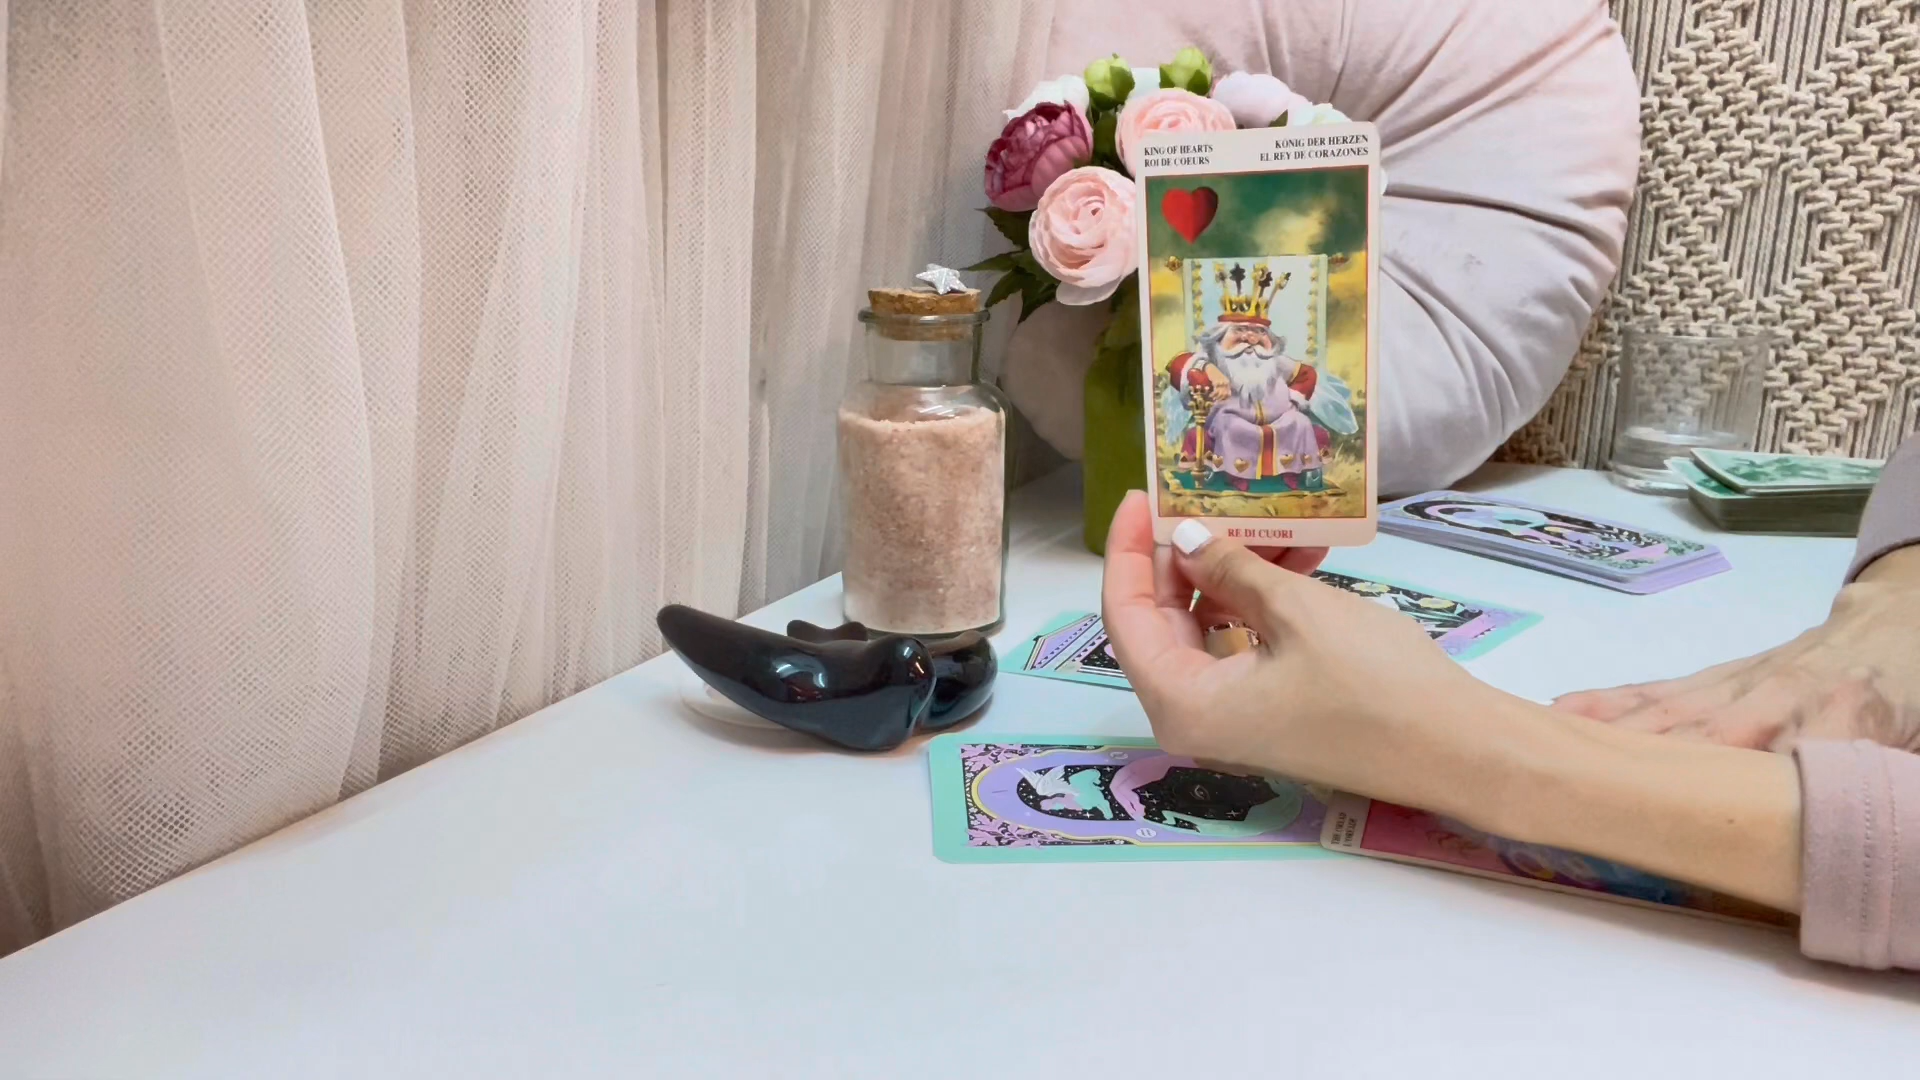 KING OF HEARTS
ROI DE COEURS
KÖNIG DER HERZEN
EL REY DE CORAZONES
RE DI CUORI